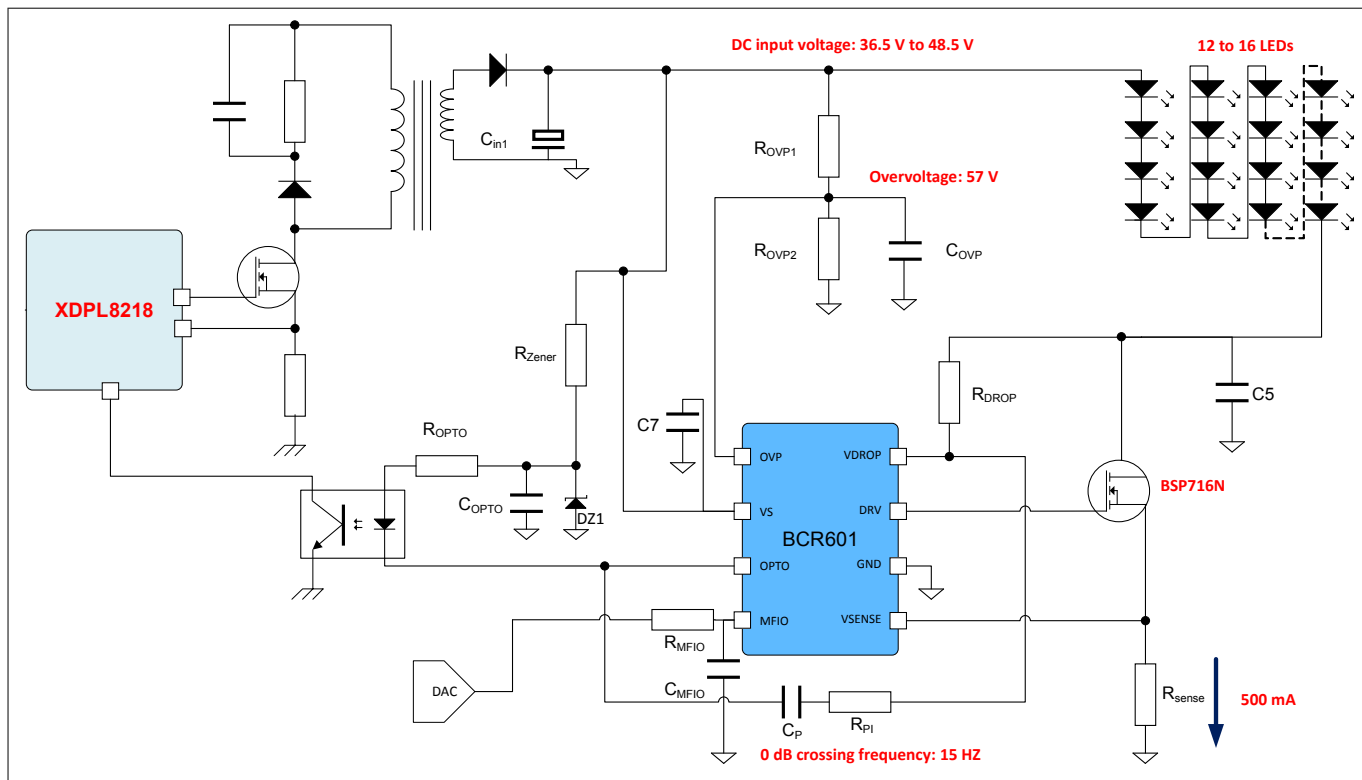 DC input voltage: 36.5 V to 48.5 V
12 to 16 LEDs
Cin1
ROVP1
Overvoltage: 57 V
ROVP2
COVP
XDPL8218
RZener
RDROP
C5
C7
ROPTO
COPTO
DZ1
OVP
VDROP
BSP716N
VS
DRV
BCR601
OPTO
GND
MFIO
VSENSE
RMFIO
DAC
CMFIO
CP
RPI
Rsense
500 mA
0 dB crossing frequency: 15 HZ